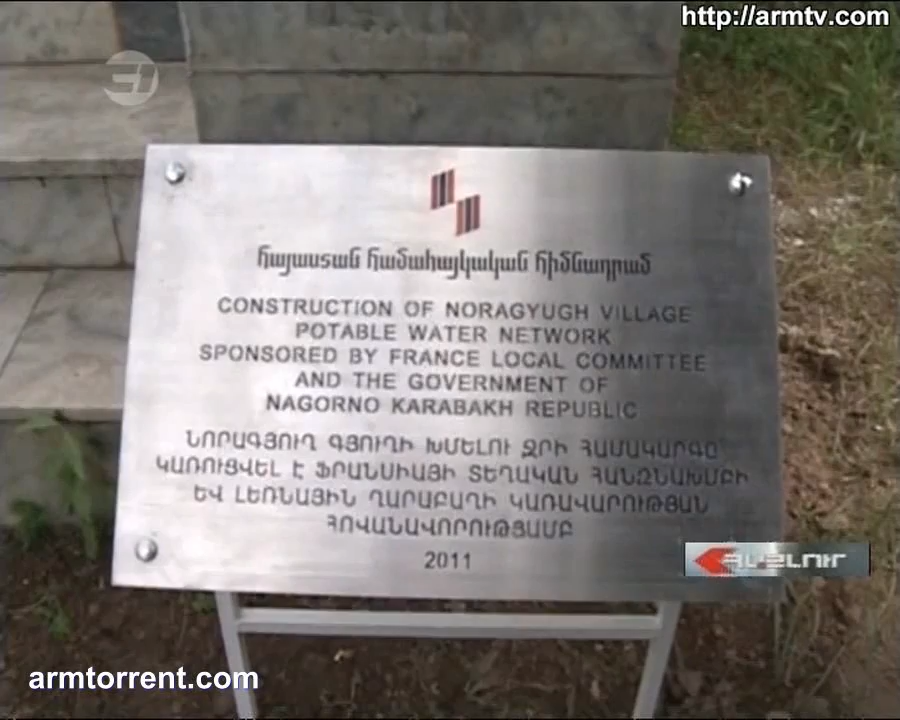 http://armtv.com
հայաստան համահայկական հիմնադրամ
CONSTRUCTION OF NORAGYUGH VILLAGE
POTABLE WATER NETWORK
SPONSORED BY FRANCE LOCAL COMMITTEE
AND THE GOVERNMENT OF
NAGORNO KARABAKH REPUBLIC
ՆՈՐԱԳՅՈՒՂ ԳՅՈՒՂԻ ԽՄԵԼՈՒ ՋՐԻ ՀԱՄԱԿԱՐԳԸ
ԿԱՌՈՒՑՎԵԼ Է ՖՐԱՆՍԻԱՅԻ ՏԵՂԱԿԱՆ ՀԱՆՁՆԱԽՄԲԻ
ԵՎ ԼԵՌՆԱՅԻՆ ՂԱՐԱԲԱՂԻ ԿԱՌԱՎԱՐՈՒԹՅԱՆ
ՀՈՎԱՆԱՎՈՐՈՒԹՅԱՄԲ
2011
ՀԱՅԼՈՒՐ
armtorrent.com